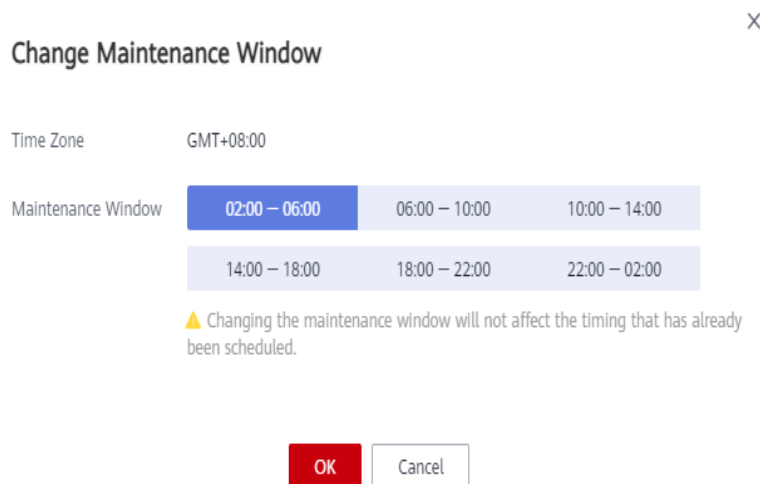 Change Maintenance Window
Time Zone GMT+08:00
Maintenance Window 02:00 — 06:00 06:00 — 10:00 10:00 — 14:00
14:00 — 18:00 18:00 — 22:00 22:00 — 02:00
Changing the maintenance window will not affect the timing that has already
been scheduled.
OK Cancel